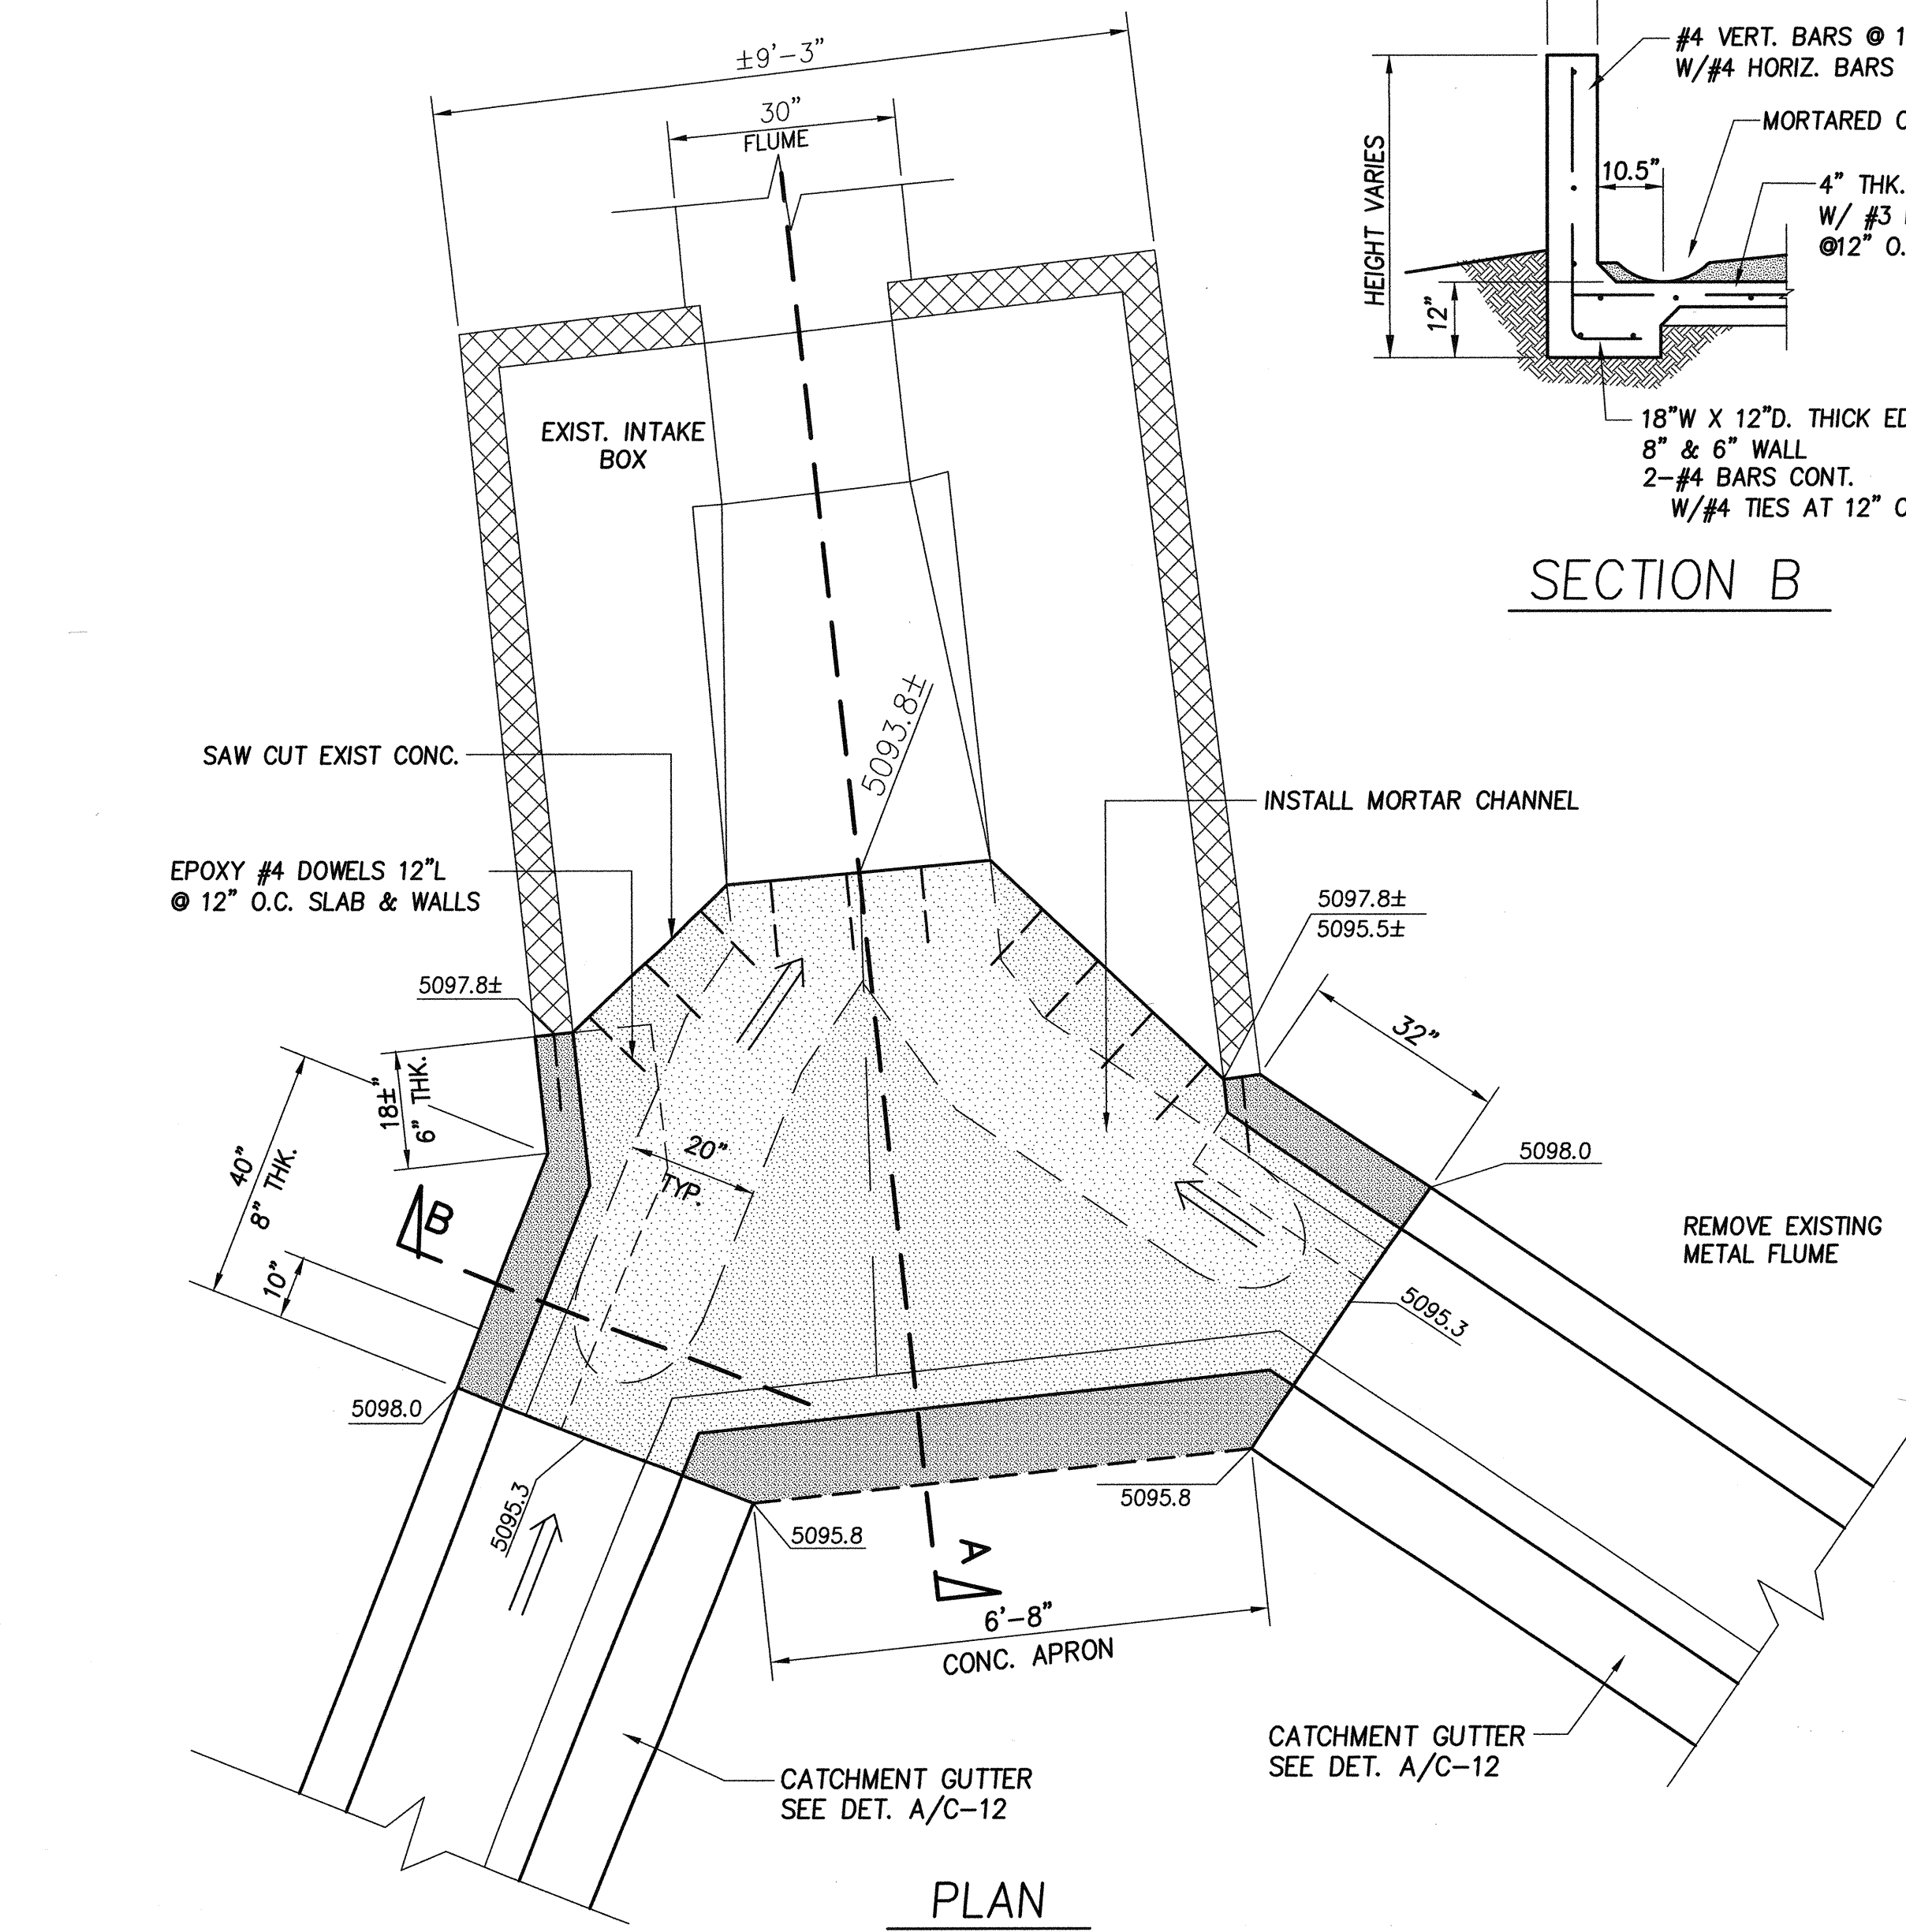 ±9'-3"
30"
FLUME
EXIST. INTAKE
BOX
5093.8±
SAW CUT EXIST CONC.
INSTALL MORTAR CHANNEL
EPOXY #4 DOWELS 12"L
@ 12" O.C. SLAB & WALLS
5097.8±
5095.5±
5097.8±
32"
18±"
6" THK.
40"
8" THK.
10"
20"
TYP.
B
5098.0
REMOVE EXISTING
METAL FLUME
5095.3
5098.0
5095.3
5095.8
5095.8
A
6'-8"
CONC. APRON
CATCHMENT GUTTER
SEE DET. A/C-12
CATCHMENT GUTTER
SEE DET. A/C-12
PLAN
#4 VERT. BARS @ 1
W/#4 HORIZ. BARS
MORTARED
HEIGHT VARIES
10.5"
4" THK.
W/ #3
@12" O.
12"
18"W X 12"D. THICK ED
8" & 6" WALL
2-#4 BARS CONT.
W/#4 TIES AT 12" O
SECTION B